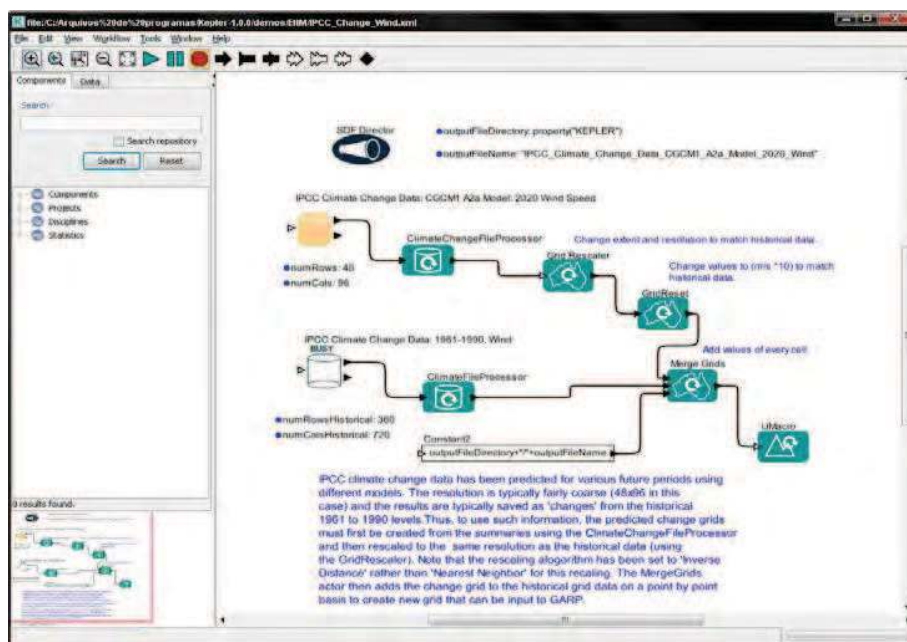 file:/C:/Arquivos%20de%20programas/Kepler-1.0.0/demos/ENM/IPCC_Change_Wind.xml
File Edit View Workflow Tools Window Help
Components Data
Search
Search repository
Search Reset
Components
Projects
Disciplines
Statistics
0 results found.
SDF Director
outputFileDirectory: property("KEPLER")
outputFileName: "IPCC_Climate_Change_Data_CGCM1_A2a_Model_2020_Wind"
IPCC Climate Change Data: CGCM1 A2a Model: 2020 Wind Speed
ClimateChangeFileProcessor
Change extent and resolution to match historical data.
Grid Rescaler
numRows: 48
numCols: 96
Change values to (m/s *10) to match
historical data.
GridReset
IPCC Climate Change Data: 1961-1990, Wind
BUSY
Add values of every cell
ClimateFileProcessor
Merge Grids
numRowsHistorical: 360
numColsHistorical: 720
UMacro
Constant2
outputFileDirectory+"/"+outputFileName
IPCC climate change data has been predicted for various future periods using
different models. The resolution is typically fairly coarse (48x96 in this
case) and the results are typically saved as 'changes' from the historical
1961 to 1990 levels.Thus, to use such information, the predicted change grids
must first be created from the summaries using the ClimateChangeFileProcessor
and then rescaled to the same resolution as the historical data (using
the GridRescaler). Note that the rescaling alogorithm has been set to 'Inverse
Distance' rather than 'Nearest Neighbor' for this recaling. The MergeGrids
actor then adds the change grid to the historical grid data on a point by point
basis to create new grid that can be input to GARP.